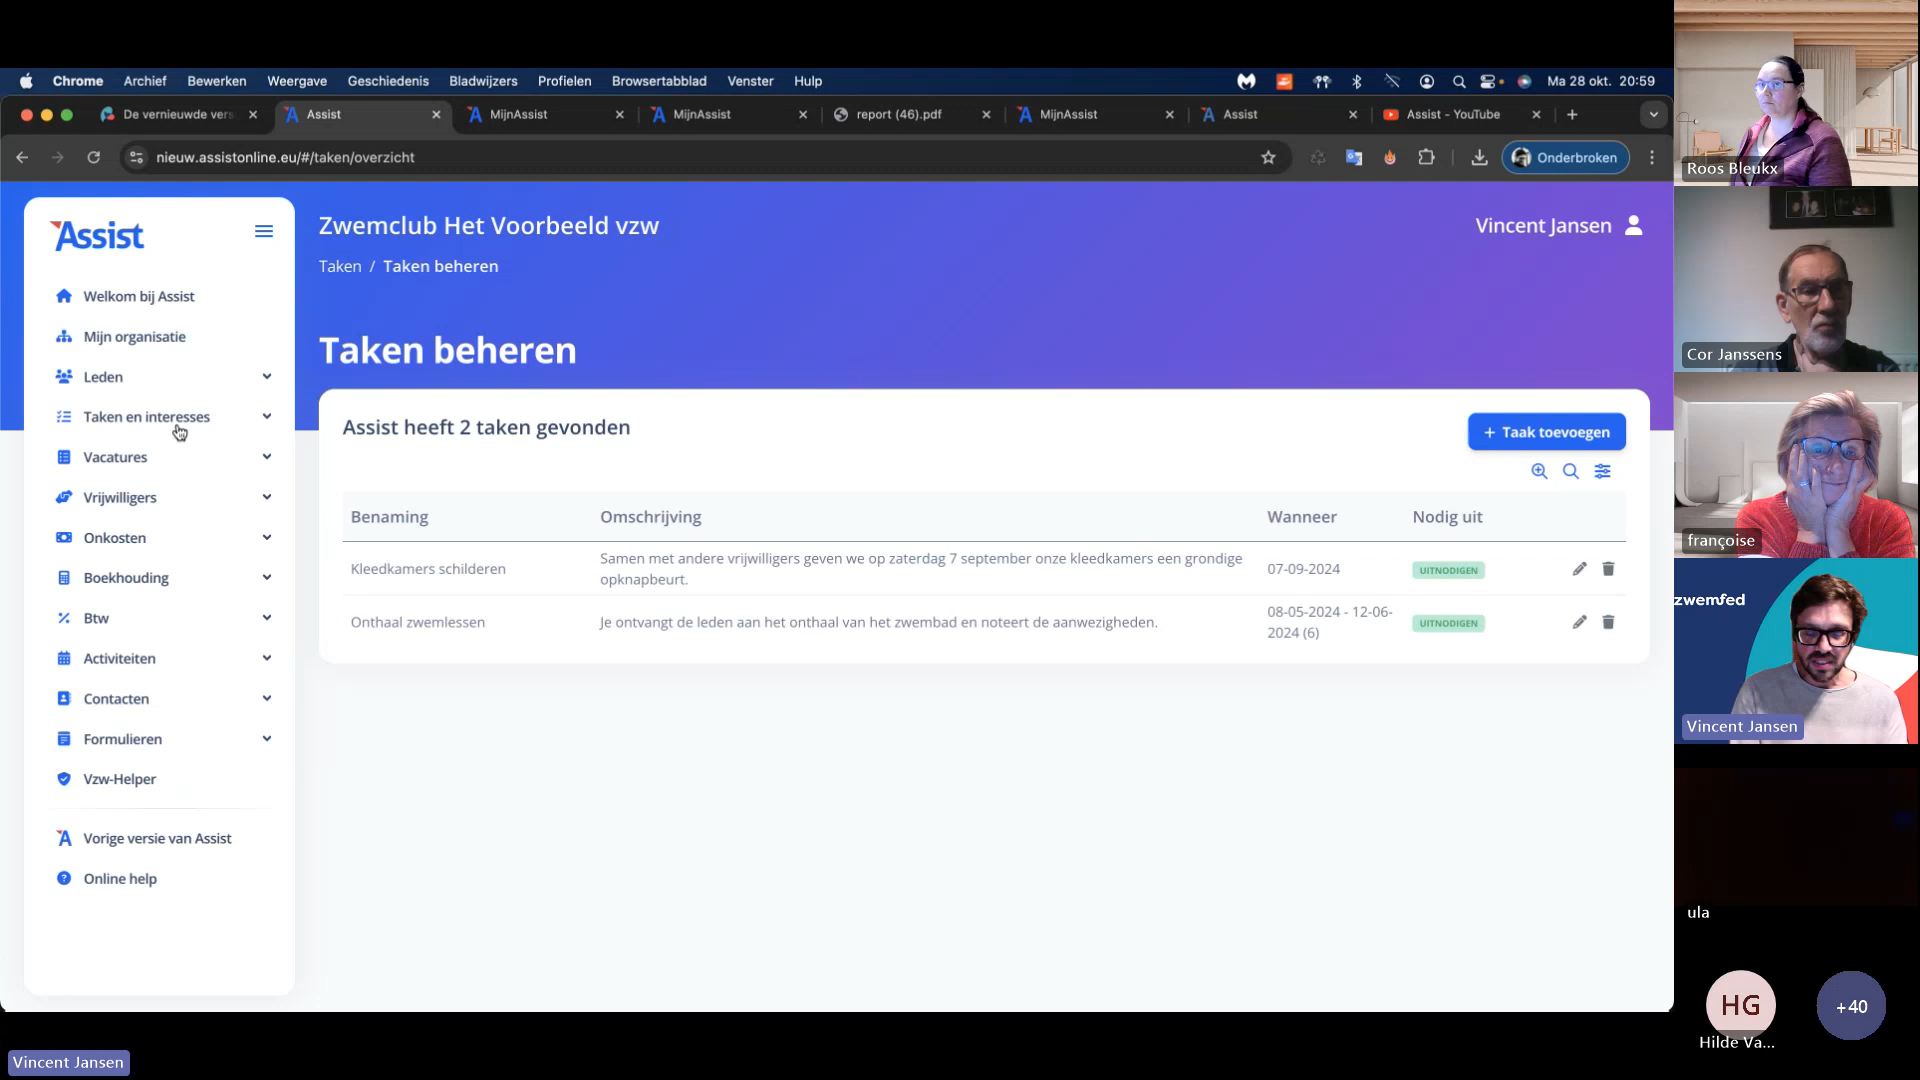 Chrome Archief Bewerken Weergave Geschiedenis Bladwijzers Profielen Browsertabblad Venster Hulp Ma 28 okt. 20:59
De vernieuwde vers Assist MijnAssist MijnAssist report (46).pdf MijnAssist Assist Assist - YouTube
nieuw.assistonline.eu/#/taken/overzicht Onderbroken
Assist
Welkom bij Assist
Mijn organisatie
Leden
Taken en interesses
Vacatures
Vrijwilligers
Onkosten
Boekhouding
Btw
Activiteiten
Contacten
Formulieren
Vzw-Helper
Vorige versie van Assist
Online help
Zwemclub Het Voorbeeld vzw
Vincent Jansen
Taken / Taken beheren
Taken beheren
Assist heeft 2 taken gevonden
+ Taak toevoegen
Benaming Omschrijving Wanneer Nodig uit
Kleedkamers schilderen
Samen met andere vrijwilligers geven we op zaterdag 7 september onze kleedkamers een grondige
opknapbeurt.
07-09-2024
UITNODIGEN
Onthaal zwemlessen
Je ontvangt de leden aan het onthaal van het zwembad en noteert de aanwezigheden.
08-05-2024 - 12-06-
2024 (6)
UITNODIGEN
Roos Bleukx
Cor Janssens
françoise
zwemfed
Vincent Jansen
ula
HG
Hilde Va...
+40
Vincent Jansen